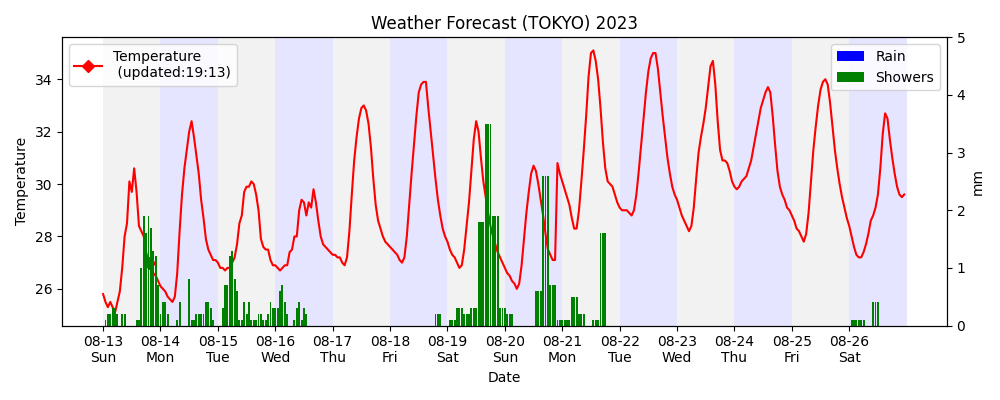 Weather Forecast (TOKYO) 2023
Temperature
(updated:19:13)
Rain
Showers
Temperature
34
32
30
28
26
5
4
3
2
1
0
mm
08-13 08-14 08-15 08-16 08-17 08-18 08-19 08-20 08-21 08-22 08-23 08-24 08-25 08-26
Sun Mon Tue Wed Thu Fri Sat Sun Mon Tue Wed Thu Fri Sat
Date